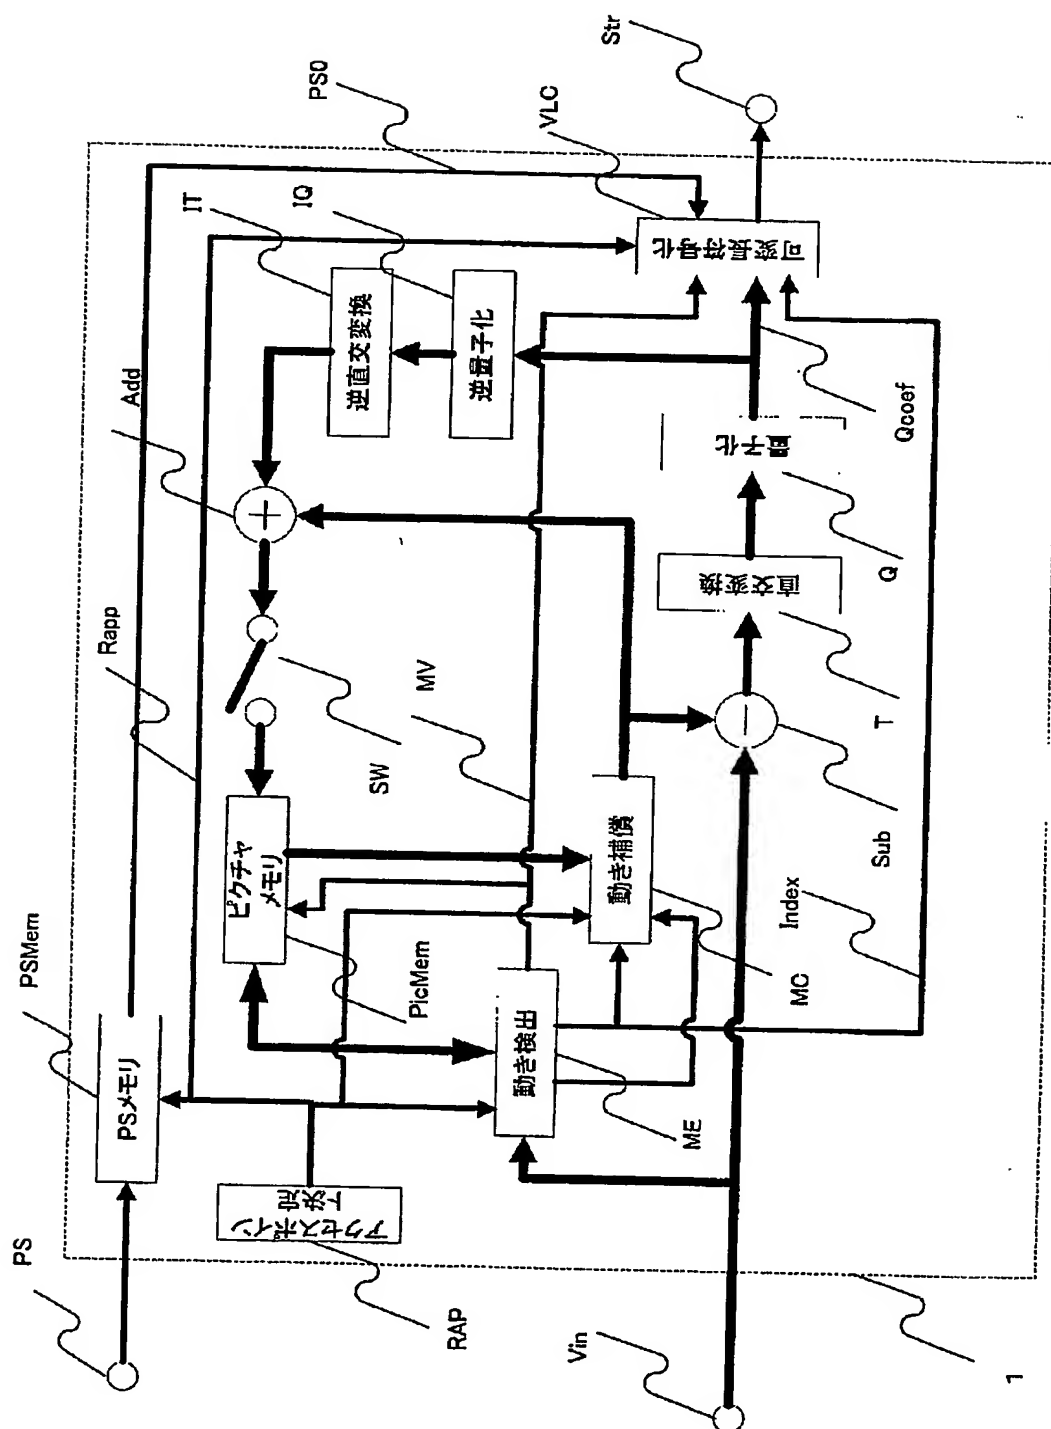 PS
PSMem
Rapp
Add
PS0
PSメモリ
IT
IQ
アクセスポイン
RAP
ピクチャ
メモリ
PicMem
SW
MV
逆直交変換
逆量子化
VLC
Str
動き検出
ME
動き補償
MC
可変長符号化
Vin
直交変換
量子化
Index
Sub
T
Q
Qcoef
1